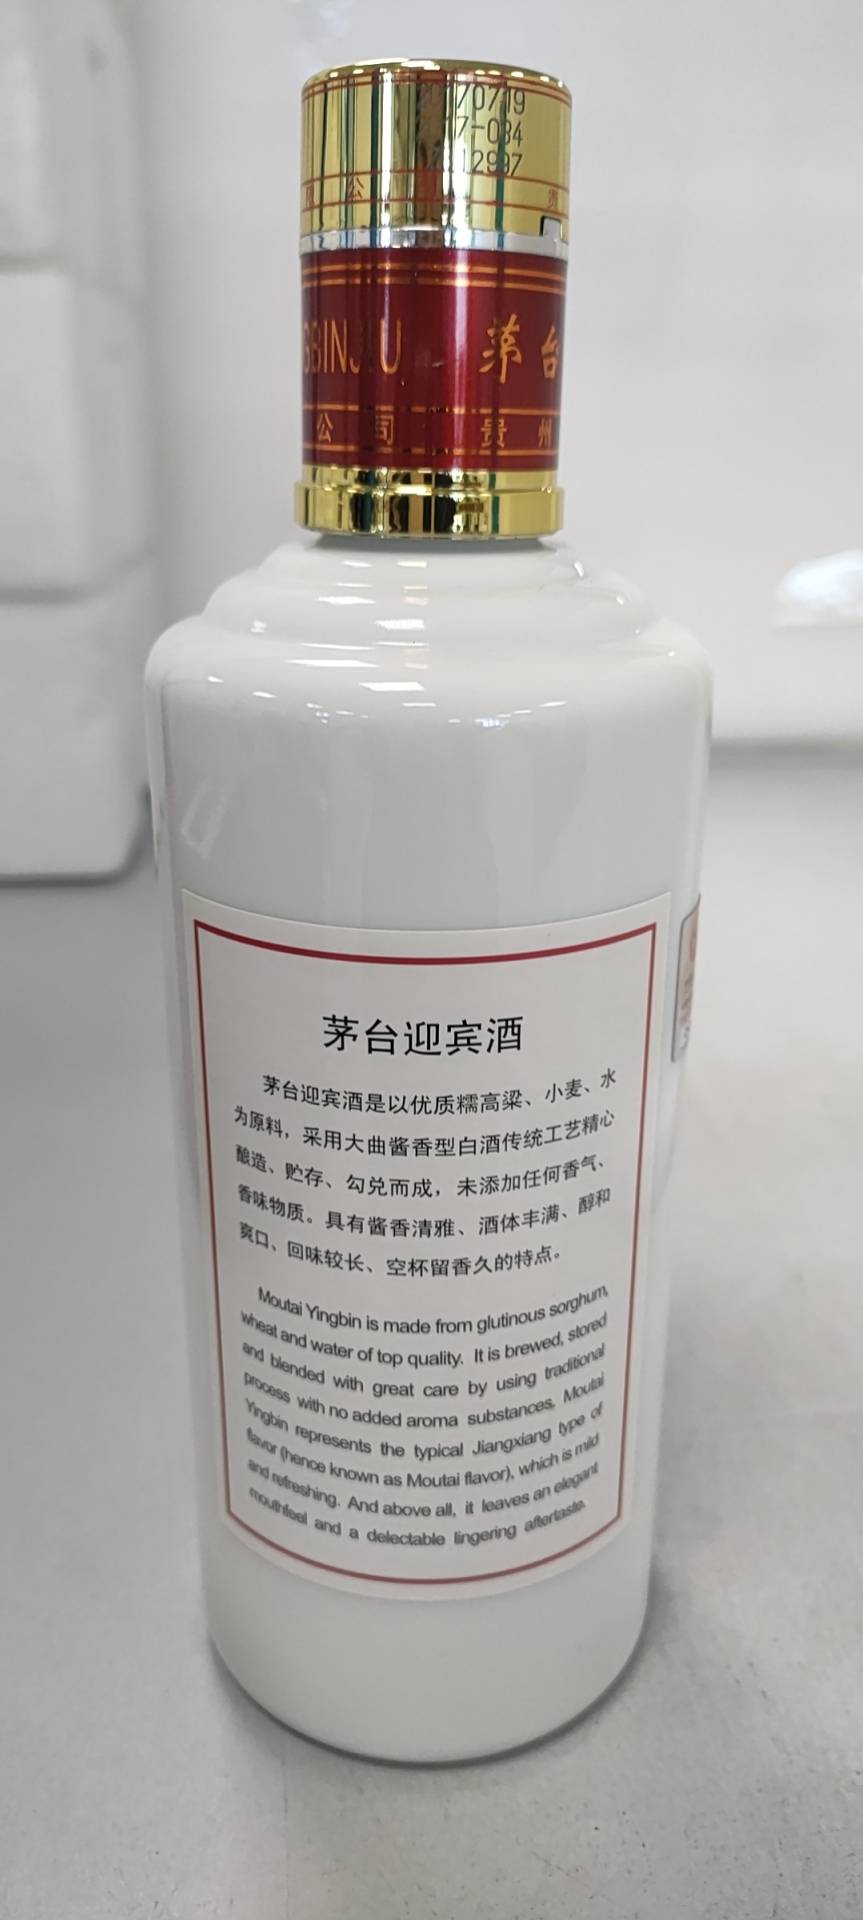 70719
7-034
12997
公
贵
GBINJIU 茅台
公司 贵州
茅台迎宾酒
茅台迎宾酒是以优质糯高粱、小麦、水
为原料，采用大曲酱香型白酒传统工艺精心
酿造、贮存、勾兑而成，未添加任何香气、
香味物质。具有酱香清雅、酒体丰满、醇和
爽口、回味较长、空杯留香久的特点。
Moutai Yingbin is made from glutinous sorghum,
wheat and water of top quality. It is brewed, stored
and blended with great care by using traditional
process with no added aroma substances. Moutai
Yingbin represents the typical Jiangxiang type of
flavor (hence known as Moutai flavor), which is mild
and refreshing. And above all, it leaves an elegant
mouthfeel and a delectable lingering aftertaste.